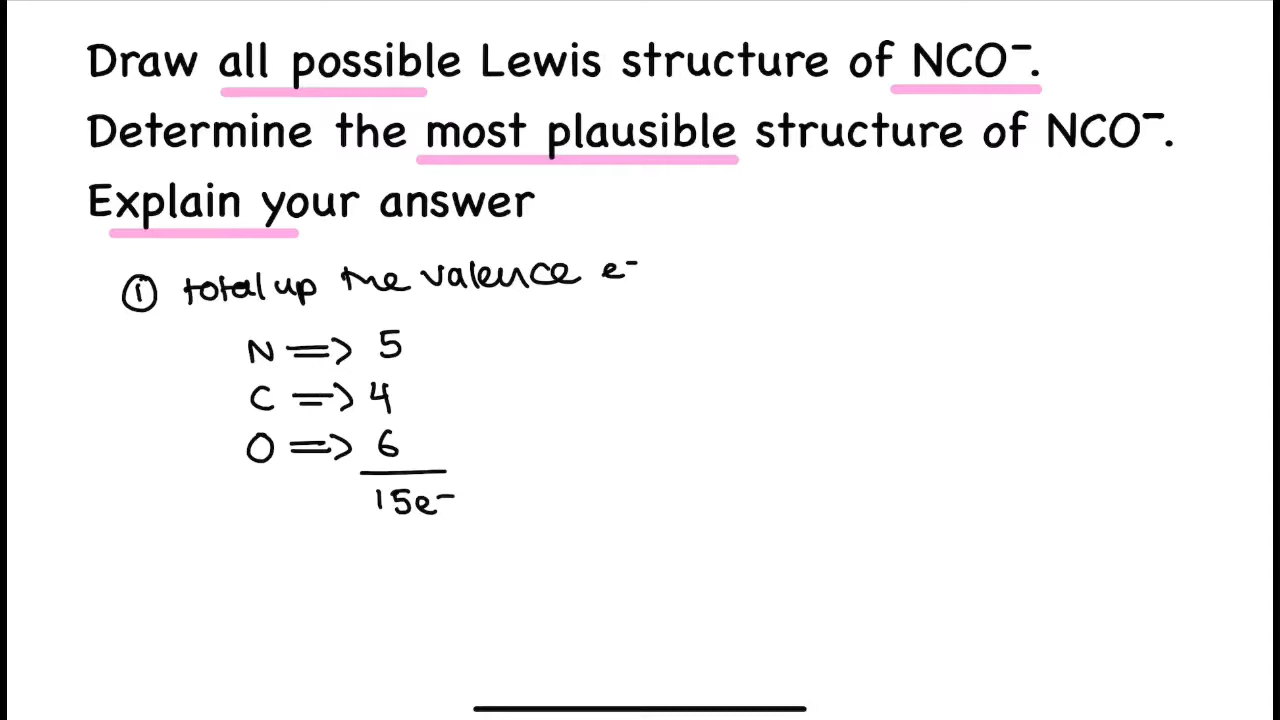 Draw all possible Lewis structure of NCO⁻.
Determine the most plausible structure of NCO⁻.
Explain your answer
① total up the valence e⁻
N => 5
C => 4
O => 6
15e⁻